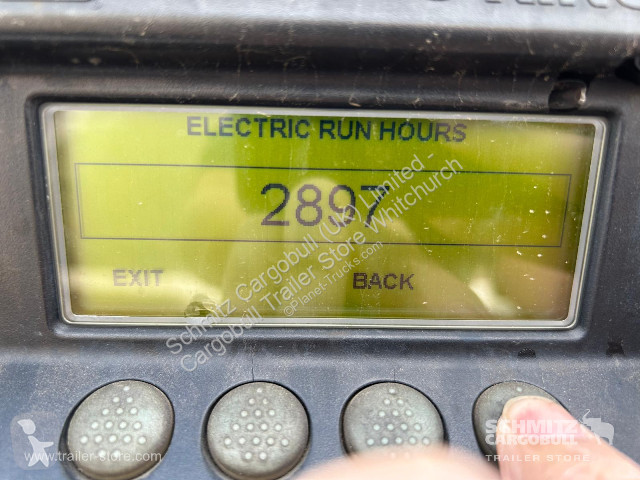 ELECTRIC RUN HOURS
2897
EXIT
BACK
Schmitz Cargobull (UK) Limited -
Cargobull Trailer Store Whitchurch
©Planet-Trucks.com
www.trailer-store.com
SCHMITZ
CARGOBULL
TRAILER STORE